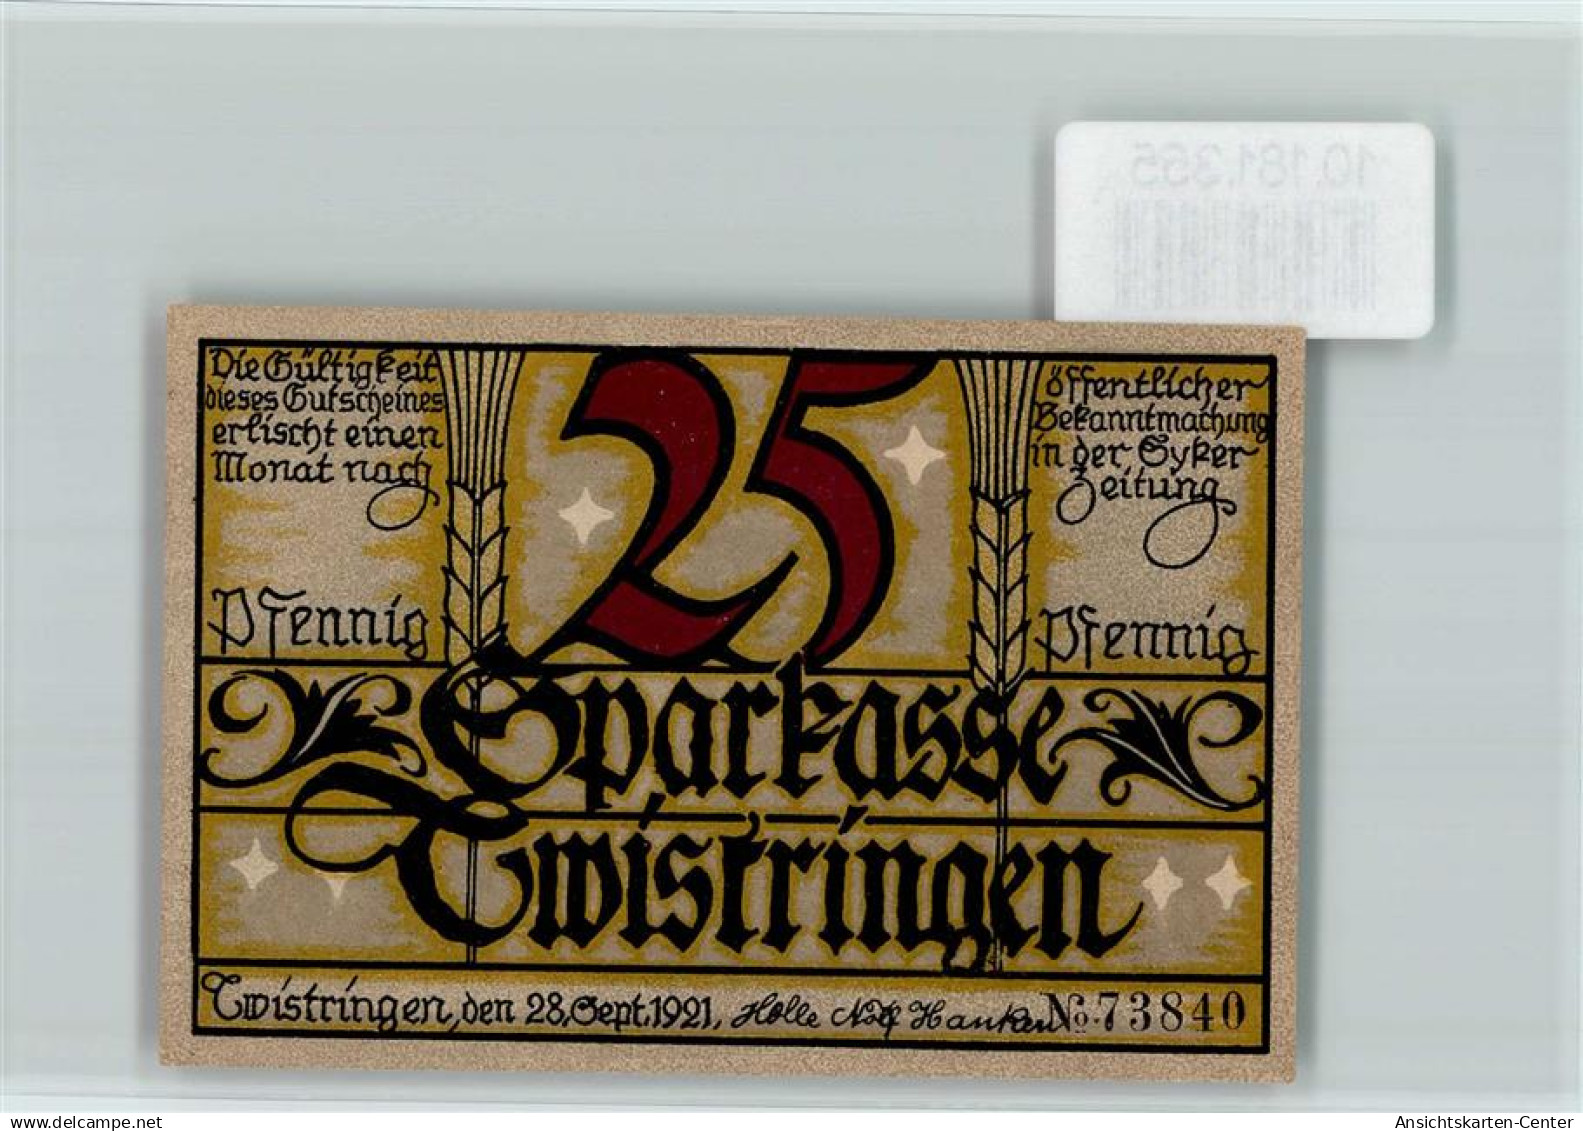 10.181.355
Die Gültigkeit
dieses Gutscheines
erlischt einen
Monat nach
25
öffentlicher
Bekanntmachung
in der Syker
Zeitung
Pfennig
Pfennig
Sparkasse
Twistringen
Twistringen, den 28. Sept. 1921. Holle
No. 73840
www.delcampe.net
Ansichtskarten-Center